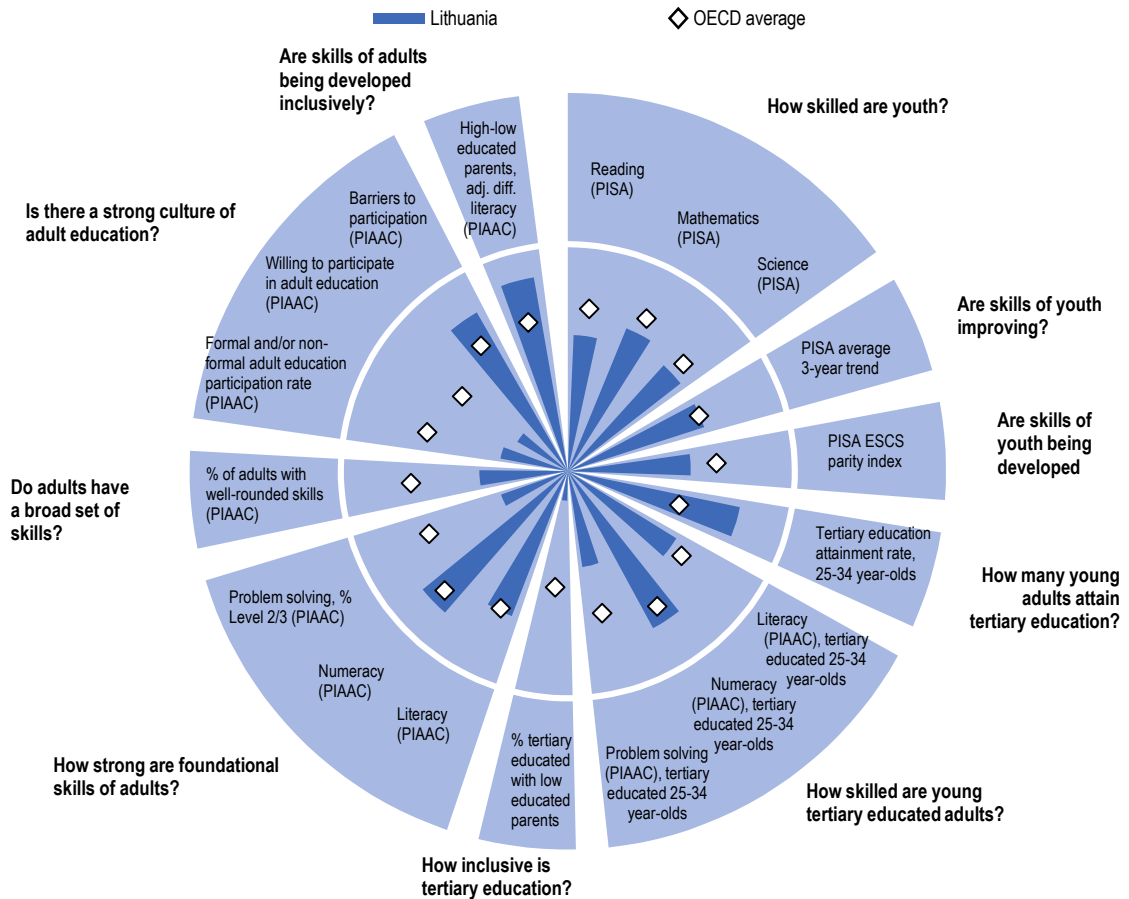 Lithuania
OECD average
Are skills of adults
being developed
inclusively?
How skilled are youth?
High-low
educated
parents,
adj. diff.
literacy
(PIAAC)
Reading
(PISA)
Mathematics
(PISA)
Science
(PISA)
Is there a strong culture of
adult education?
Barriers to
participation
(PIAAC)
Willing to participate
in adult education
(PIAAC)
Formal and/or non-
formal adult education
participation rate
(PIAAC)
Are skills of youth
improving?
PISA average
3-year trend
Are skills of
youth being
developed
PISA ESCS
parity index
Do adults have
a broad set of
skills?
% of adults with
well-rounded skills
(PIAAC)
Tertiary education
attainment rate,
25-34 year-olds
How many young
adults attain
tertiary education?
Problem solving, %
Level 2/3 (PIAAC)
Numeracy
(PIAAC)
Literacy
(PIAAC)
How strong are foundational
skills of adults?
% tertiary
educated
with low
educated
parents
How inclusive is
tertiary education?
Literacy
(PIAAC), tertiary
educated 25-34
year-olds
Numeracy
(PIAAC), tertiary
educated 25-34
year-olds
Problem solving
(PIAAC), tertiary
educated 25-34
year-olds
How skilled are young
tertiary educated adults?